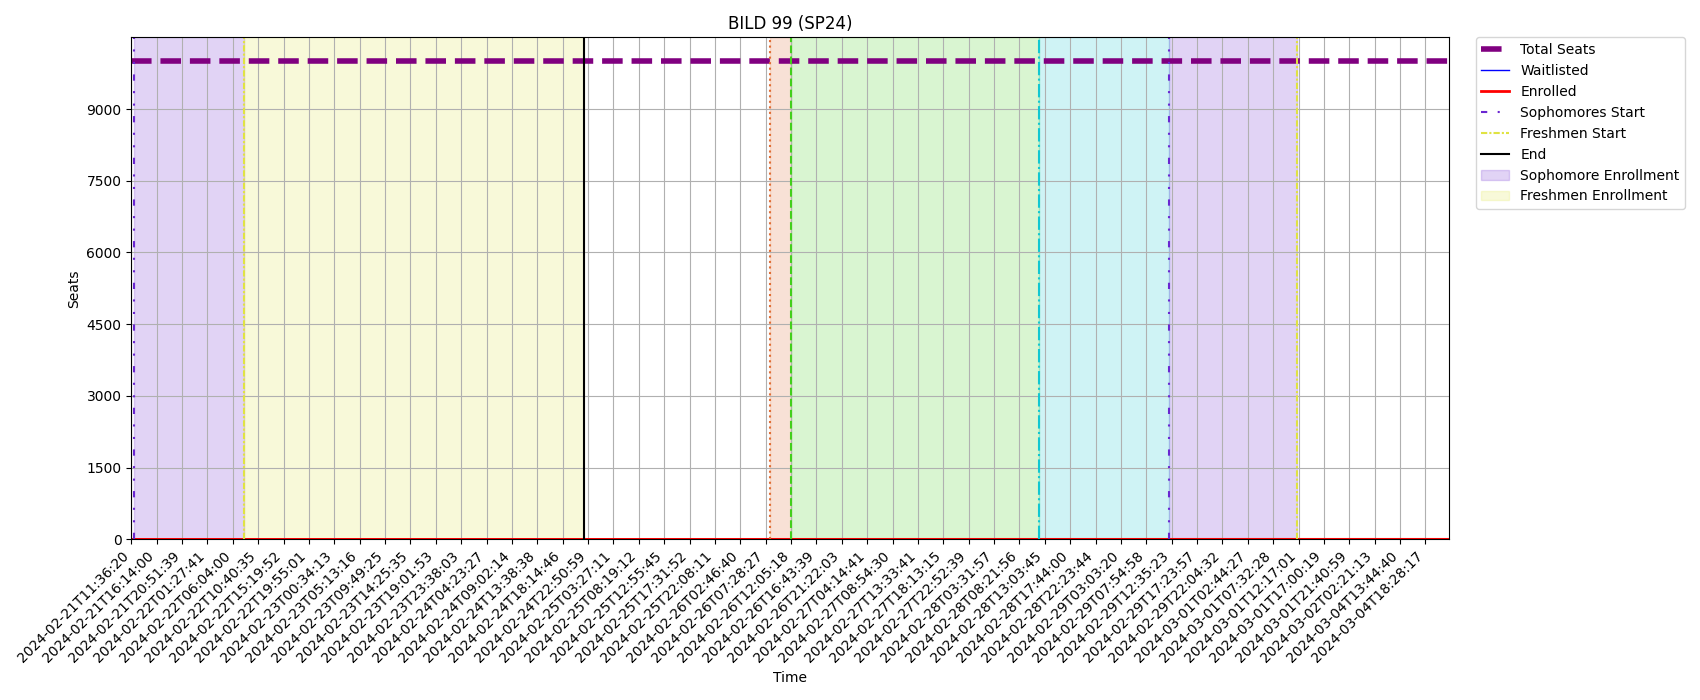 BILD 99 (SP24)
Total Seats
Waitlisted
Enrolled
Sophomores Start
Freshmen Start
End
Sophomore Enrollment
Freshmen Enrollment
Seats
9000
7500
6000
4500
3000
1500
0
2024-02-21T11:36:20
2024-02-21T16:14:00
2024-02-21T20:51:39
2024-02-22T01:27:41
2024-02-22T06:04:00
2024-02-22T10:40:35
2024-02-22T15:19:52
2024-02-22T19:55:01
2024-02-23T00:34:13
2024-02-23T05:13:16
2024-02-23T09:49:25
2024-02-23T14:25:35
2024-02-23T19:01:53
2024-02-23T23:38:03
2024-02-24T04:23:27
2024-02-24T09:02:14
2024-02-24T13:38:38
2024-02-24T18:14:46
2024-02-24T22:50:59
2024-02-25T03:27:11
2024-02-25T08:19:12
2024-02-25T12:55:45
2024-02-25T17:31:52
2024-02-25T22:08:11
2024-02-26T02:46:40
2024-02-26T07:28:27
2024-02-26T12:05:18
2024-02-26T16:43:39
2024-02-26T21:22:03
2024-02-27T04:14:41
2024-02-27T08:54:30
2024-02-27T13:33:41
2024-02-27T18:13:15
2024-02-27T22:52:39
2024-02-28T03:31:57
2024-02-28T08:21:56
2024-02-28T13:03:45
2024-02-28T17:44:00
2024-02-28T22:23:44
2024-02-29T03:03:20
2024-02-29T07:54:58
2024-02-29T12:35:23
2024-02-29T17:23:57
2024-02-29T22:04:32
2024-03-01T02:44:27
2024-03-01T07:32:28
2024-03-01T12:17:01
2024-03-01T17:00:19
2024-03-01T21:40:59
2024-03-02T02:21:13
2024-03-04T13:44:40
2024-03-04T18:28:17
Time